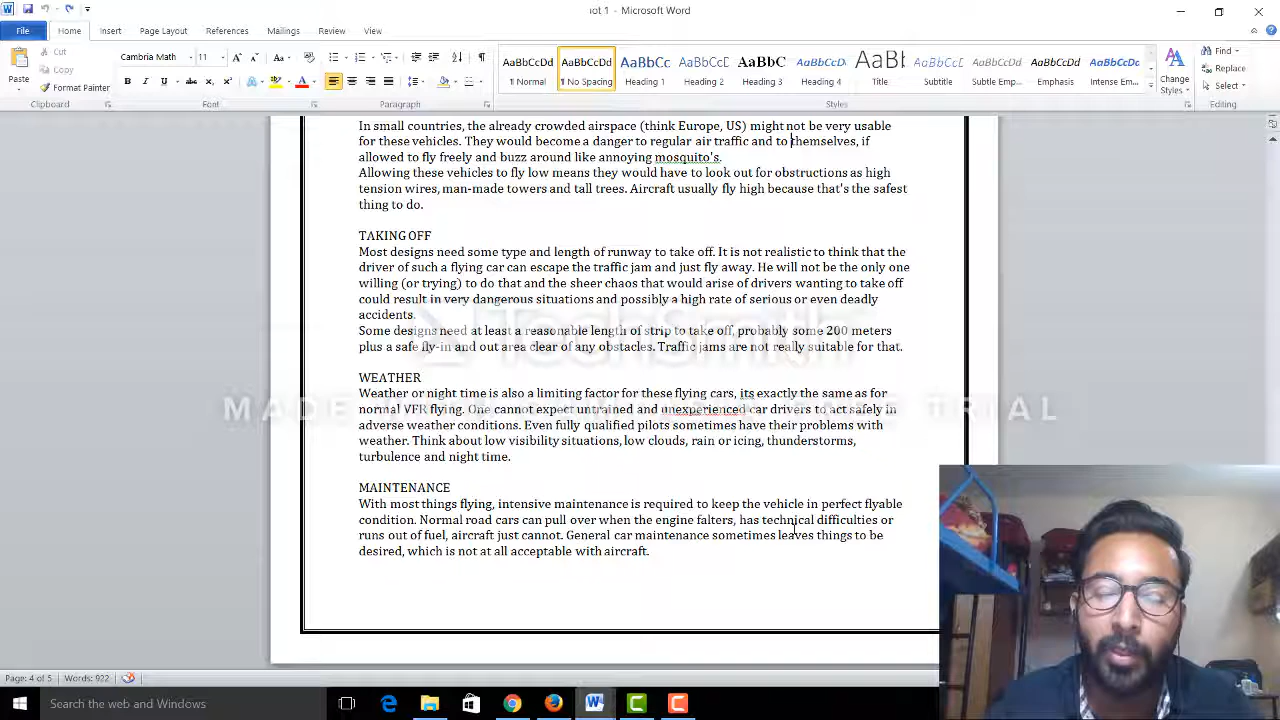 ot 1 - Microsoft Word
File Home Insert Page Layout References Mailings Review View
Cut
Copy
Format Painter
Paste
Cambria Math 11
AaBbCcDd AaBbCcDd AaBbCc AaBbCc AaBbC AaBbCcD AaB AaBbCcL AaBbCcDd AaBbCcDd AaBbCcDc
¶ Normal ¶ No Spacing Heading 1 Heading 2 Heading 3 Heading 4 Title Subtitle Subtle Emp... Emphasis Intense Em...
Change Styles
Find
Replace
Select
Clipboard Font Paragraph Styles Editing
In small countries, the already crowded airspace (think Europe, US) might not be very usable
for these vehicles. They would become a danger to regular air traffic and to themselves, if
allowed to fly freely and buzz around like annoying mosquito's.
Allowing these vehicles to fly low means they would have to look out for obstructions as high
tension wires, man-made towers and tall trees. Aircraft usually fly high because that's the safest
thing to do.
TAKING OFF
Most designs need some type and length of runway to take off. It is not realistic to think that the
driver of such a flying car can escape the traffic jam and just fly away. He will not be the only one
willing (or trying) to do that and the sheer chaos that would arise of drivers wanting to take off
could result in very dangerous situations and possibly a high rate of serious or even deadly
accidents.
Some designs need at least a reasonable length of strip to take off, probably some 200 meters
plus a safe fly-in and out area clear of any obstacles. Traffic jams are not really suitable for that.
WEATHER
Weather or night time is also a limiting factor for these flying cars, its exactly the same as for
normal VFR flying. One cannot expect untrained and unexperienced car drivers to act safely in
adverse weather conditions. Even fully qualified pilots sometimes have their problems with
weather. Think about low visibility situations, low clouds, rain or icing, thunderstorms,
turbulence and night time.
MAINTENANCE
With most things flying, intensive maintenance is required to keep the vehicle in perfect flyable
condition. Normal road cars can pull over when the engine falters, has technical difficulties or
runs out of fuel, aircraft just cannot. General car maintenance sometimes leaves things to be
desired, which is not at all acceptable with aircraft.
TechSmith
Page: 4 of 5 Words: 922
Search the web and Windows